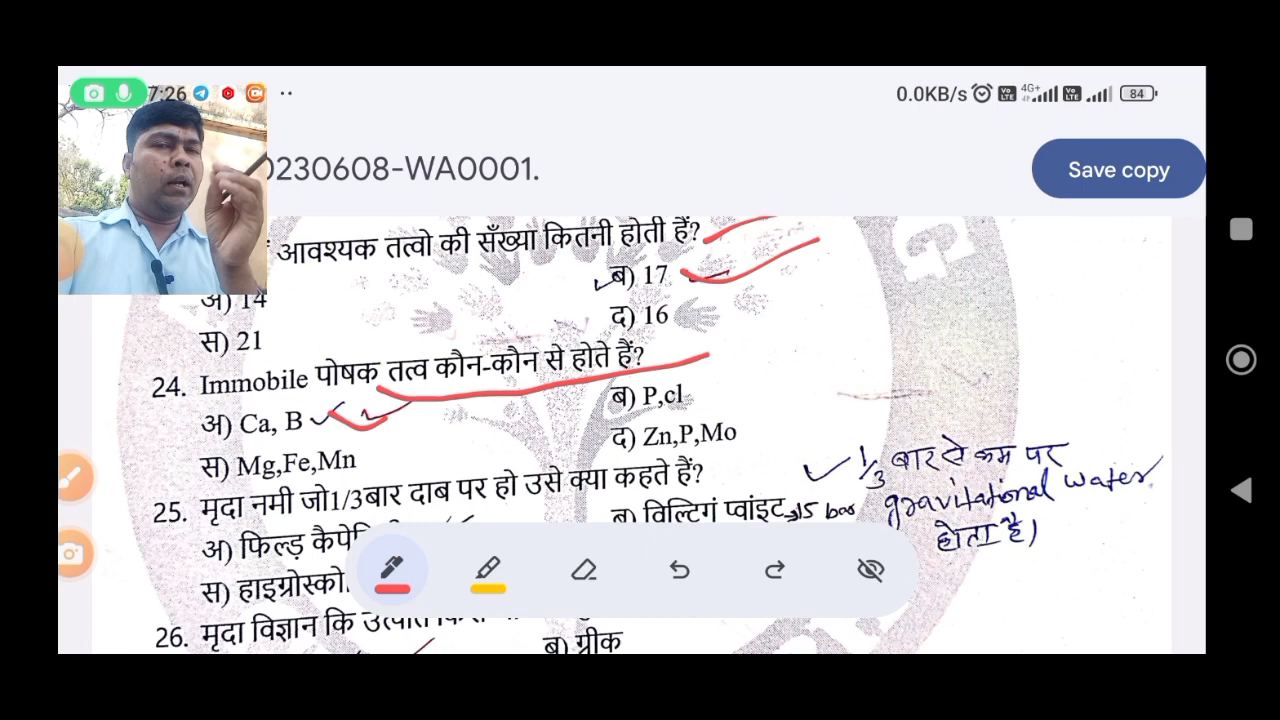 7:26
0.0KB/s 4G+ 84
0230608-WA0001.
Save copy
आवश्यक तत्वो की सँख्या कितनी होती हैं?
अ) 14
ब) 17
स) 21
द) 16
24. Immobile पोषक तत्व कौन-कौन से होते हैं?
अ) Ca, B
ब) P,cl
स) Mg,Fe,Mn
द) Zn,P,Mo
25. मृदा नमी जो1/3बार दाब पर हो उसे क्या कहते हैं?
अ) फिल्ड़
ब) विल्टिगं प्वांइट 15 bar
स) हाइग्रोस्को
1/3 बार से कम पर
gravitational water
होता है।
26. मृदा विज्ञान कि
ब) ग्रीक